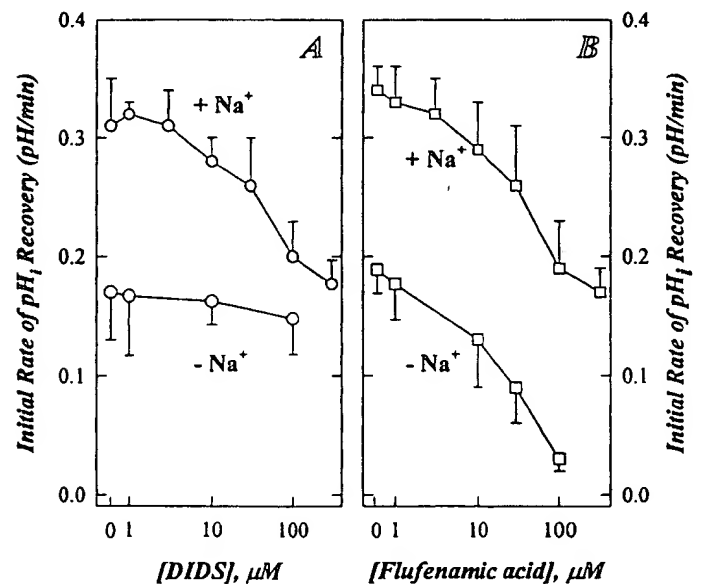 A
B
Initial Rate of pH_i Recovery (pH/min)
0.4
0.3
0.2
0.1
0.0
+ Na⁺
- Na⁺
0 1 10 100
[DIDS], μM
+ Na⁺
- Na⁺
0 1 10 100
[Flufenamic acid], μM
0.4
0.3
0.2
0.1
0.0
Initial Rate of pH_i Recovery (pH/min)